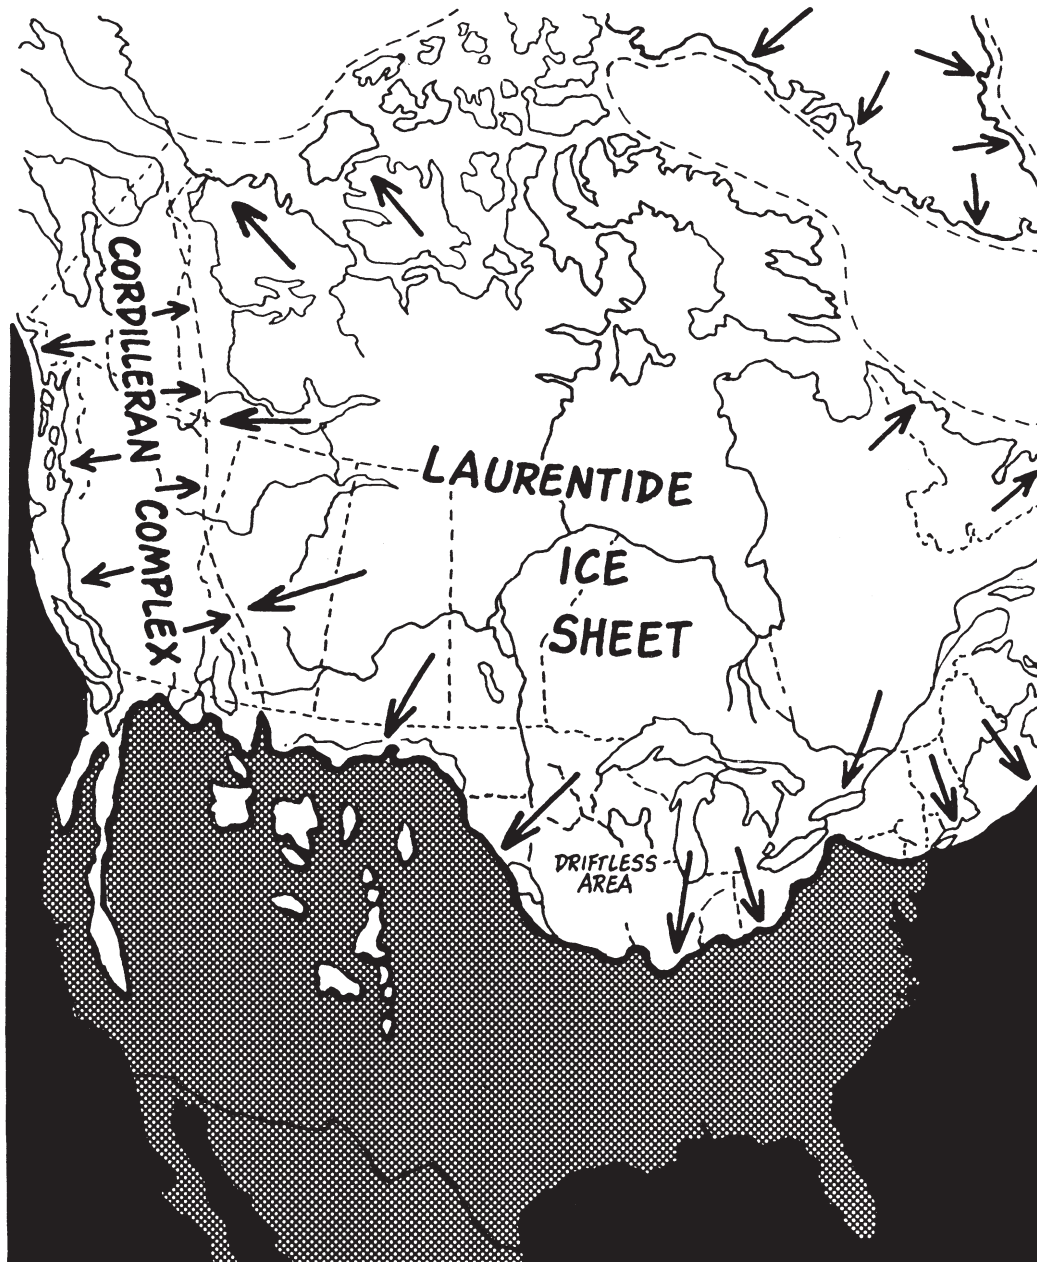 CORDILLERAN COMPLEX
LAURENTIDE
ICE
SHEET
DRIFTLESS
AREA